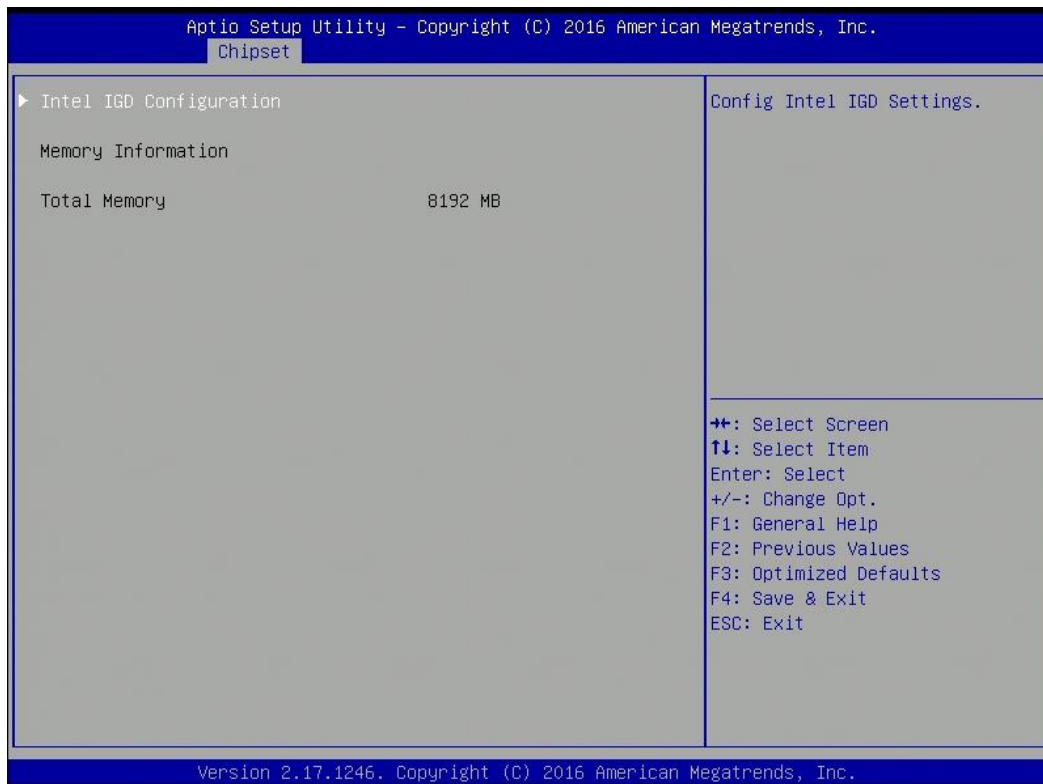 Aptio Setup Utility – Copyright (C) 2016 American Megatrends, Inc.
Chipset
Intel IGD Configuration
Memory Information
Total Memory 8192 MB
Config Intel IGD Settings.
→←: Select Screen
↑↓: Select Item
Enter: Select
+/-: Change Opt.
F1: General Help
F2: Previous Values
F3: Optimized Defaults
F4: Save & Exit
ESC: Exit
Version 2.17.1246. Copyright (C) 2016 American Megatrends, Inc.